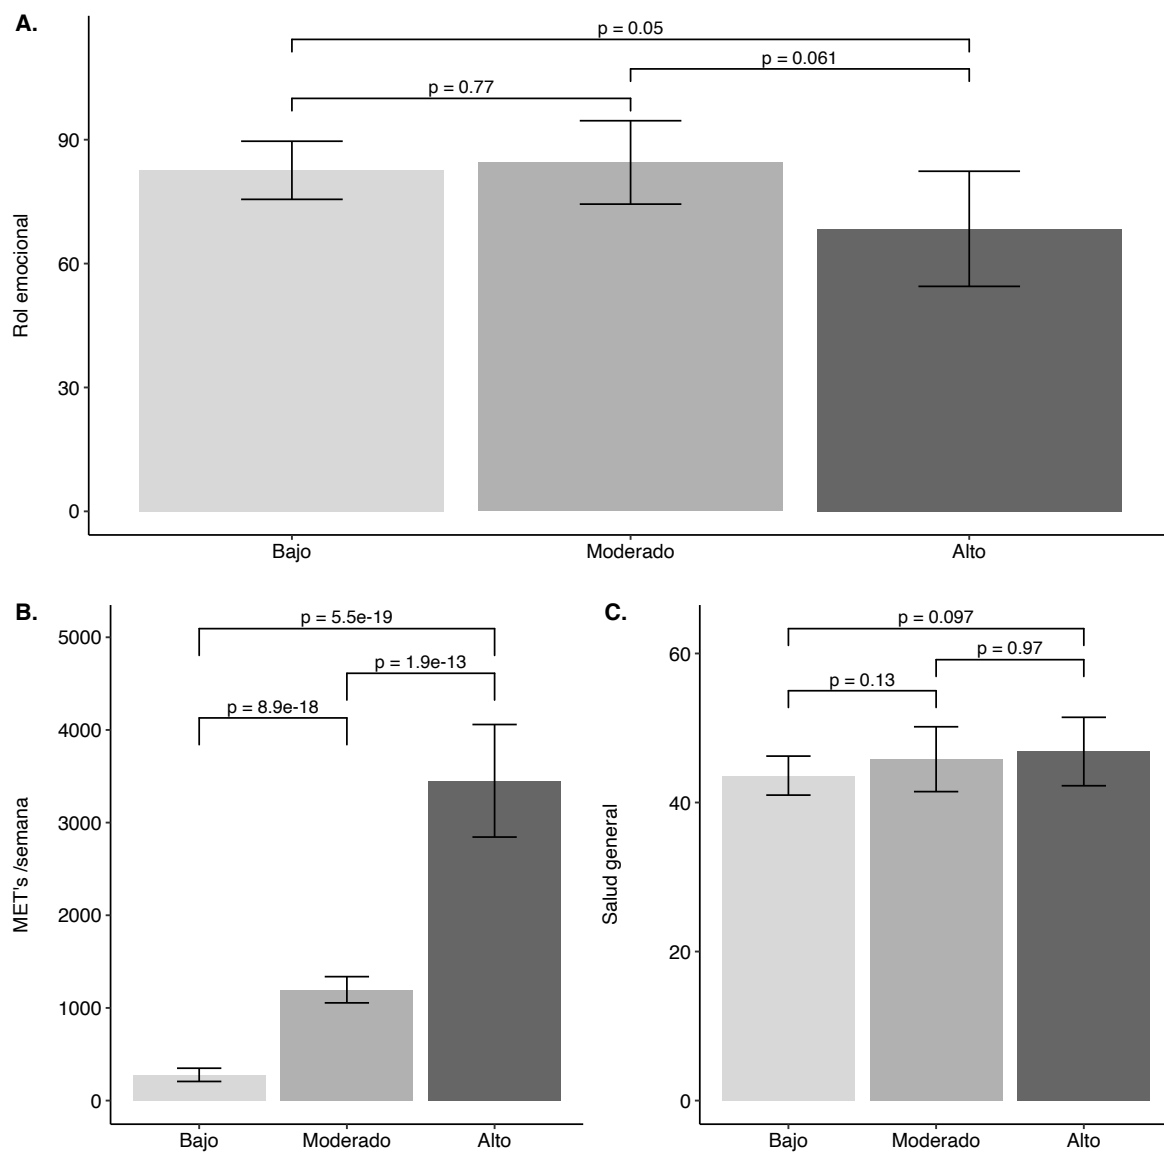 A.
p = 0.05
p = 0.061
p = 0.77
90
60
30
0
Rol emocional
Bajo Moderado Alto
B.
p = 5.5e-19
p = 1.9e-13
p = 8.9e-18
5000
4000
3000
2000
1000
0
MET's /semana
Bajo Moderado Alto
C.
p = 0.097
p = 0.97
p = 0.13
60
40
20
0
Salud general
Bajo Moderado Alto